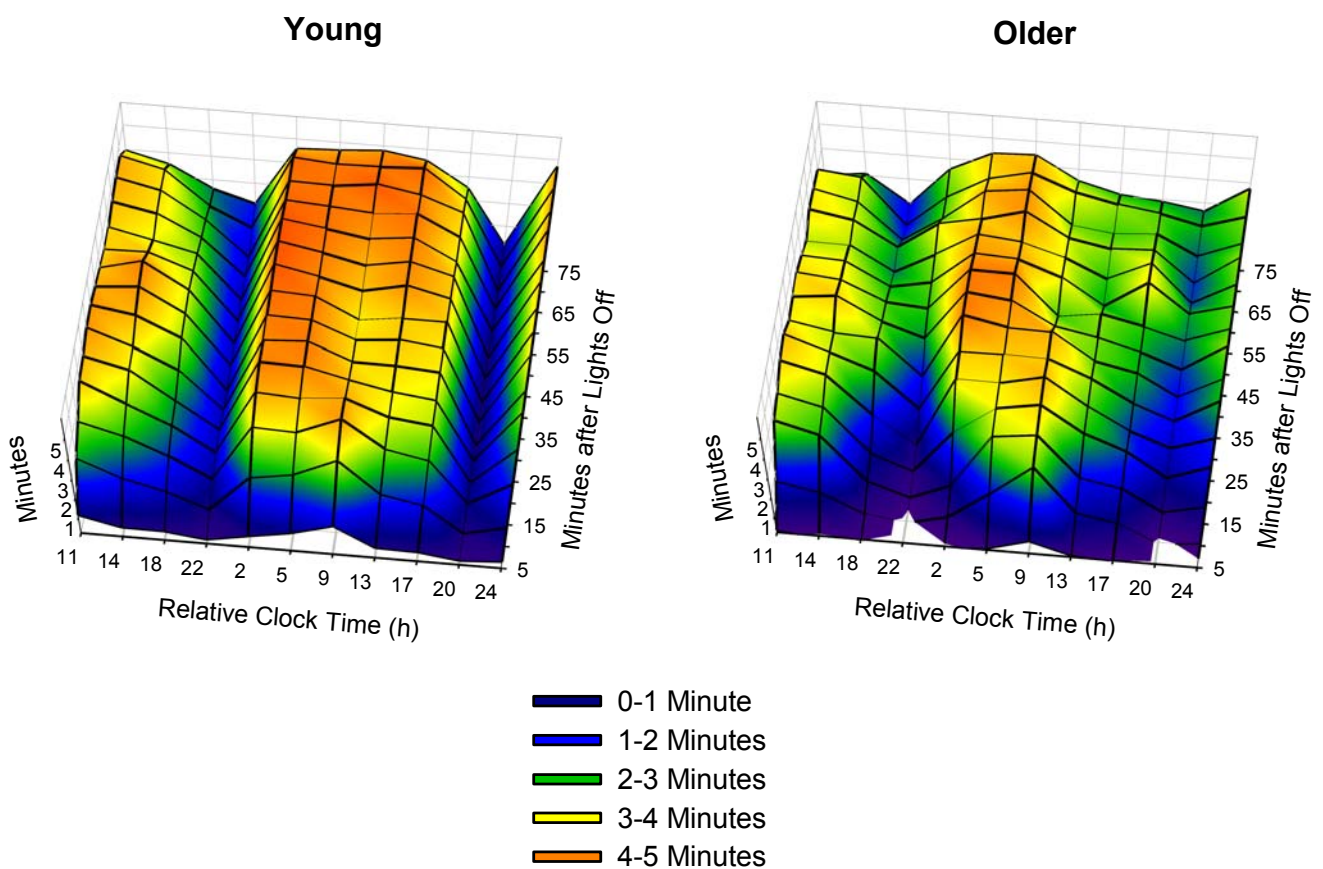 Young
Older
75
65
55
45
35
25
15
5
Minutes after Lights Off
5
4
3
2
1
Minutes
11 14 18 22 2 5 9 13 17 20 24
Relative Clock Time (h)
75
65
55
45
35
25
15
5
Minutes after Lights Off
5
4
3
2
1
Minutes
11 14 18 22 2 5 9 13 17 20 24
Relative Clock Time (h)
0-1 Minute
1-2 Minutes
2-3 Minutes
3-4 Minutes
4-5 Minutes